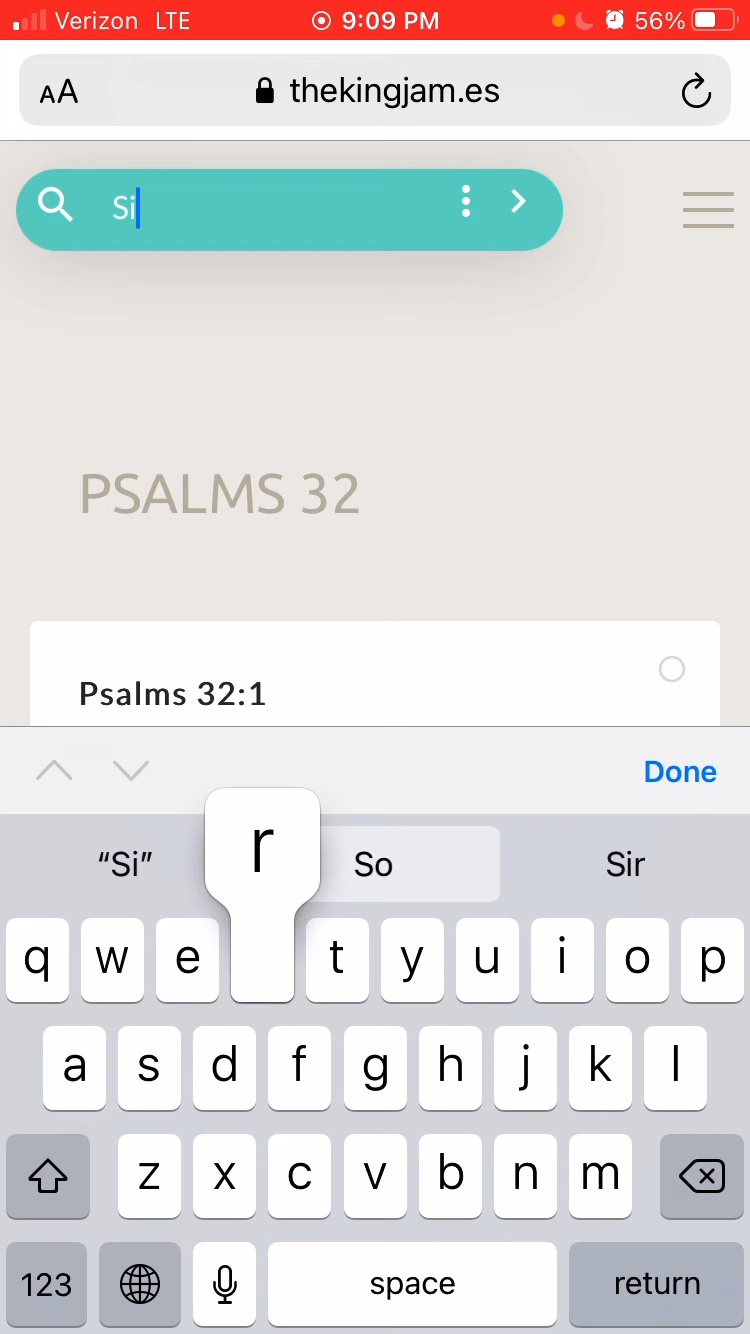 Verizon LTE 9:09 PM 56%
AA thekingjam.es
Si
PSALMS 32
Psalms 32:1
Done
r
“Si” So Sir
q w e t y u i o p
a s d f g h j k l
z x c v b n m
123 space return